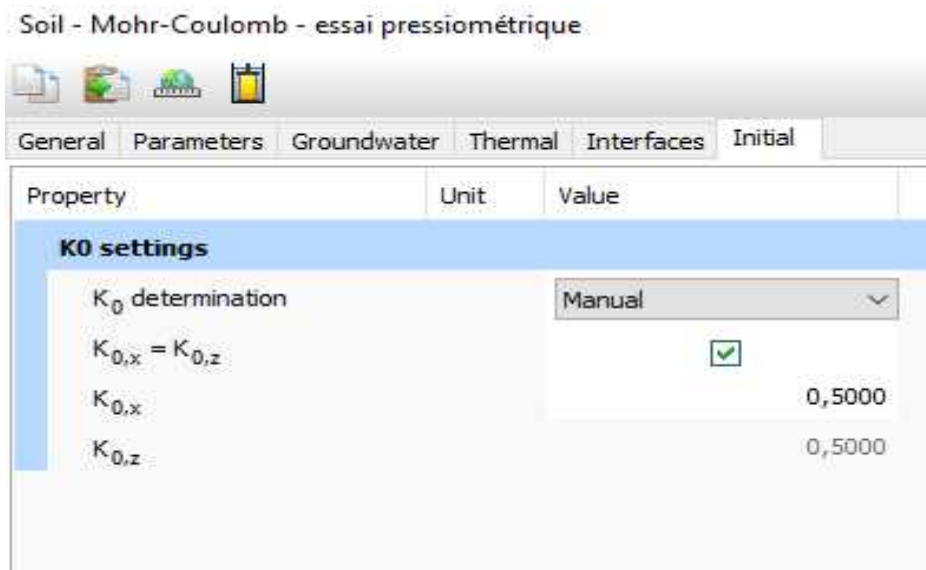 Soil - Mohr-Coulomb - essai pressiométrique
General Parameters Groundwater Thermal Interfaces Initial
Property Unit Value
K0 settings
K₀ determination Manual
K₀,ₓ = K₀,z
K₀,ₓ 0,5000
K₀,z 0,5000